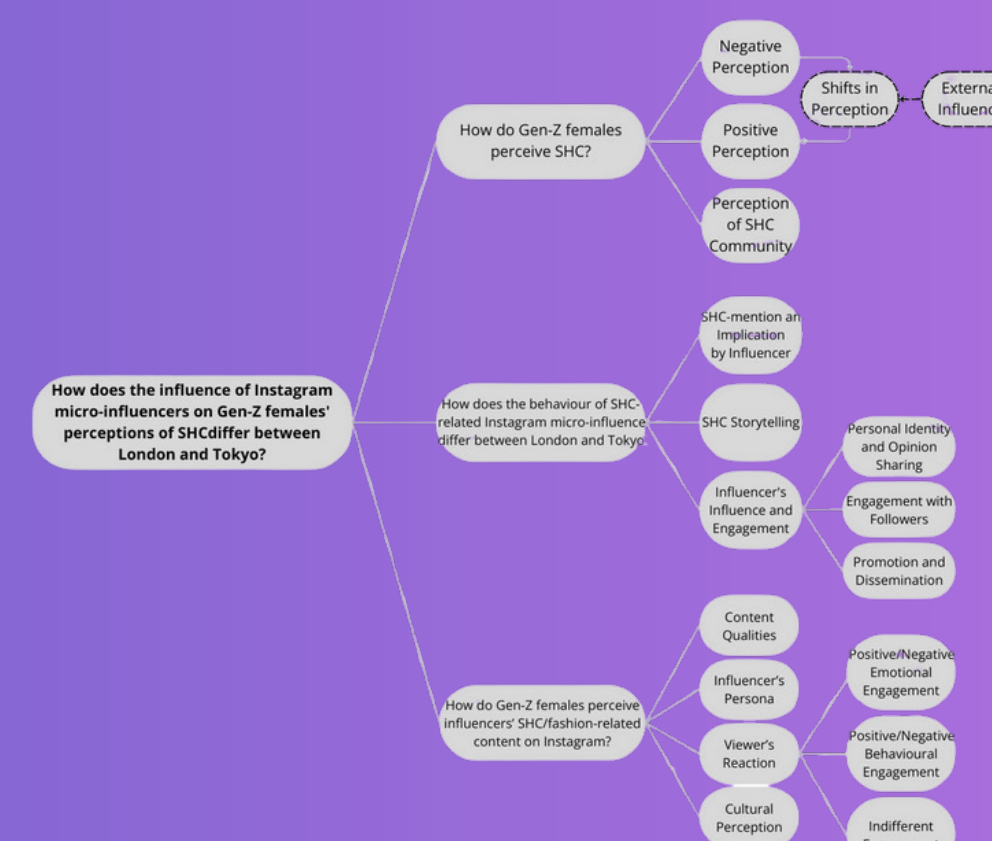 How does the influence of Instagram
micro-influencers on Gen-Z females'
perceptions of SHCdiffer between
London and Tokyo?
How do Gen-Z females
perceive SHC?
Negative
Perception
Positive
Perception
Perception
of SHC
Community
Shifts in
Perception
Externa
Influenc
How does the behaviour of SHC-
related Instagram micro-influence
differ between London and Tokyo
SHC-mention an
Implication
by Influencer
SHC Storytelling
Influencer's
Influence and
Engagement
Personal Identity
and Opinion
Sharing
Engagement with
Followers
Promotion and
Dissemination
How do Gen-Z females perceive
influencers' SHC/fashion-related
content on Instagram?
Content
Qualities
Influencer's
Persona
Viewer's
Reaction
Cultural
Perception
Positive/Negative
Emotional
Engagement
Positive/Negative
Behavioural
Engagement
Indifferent